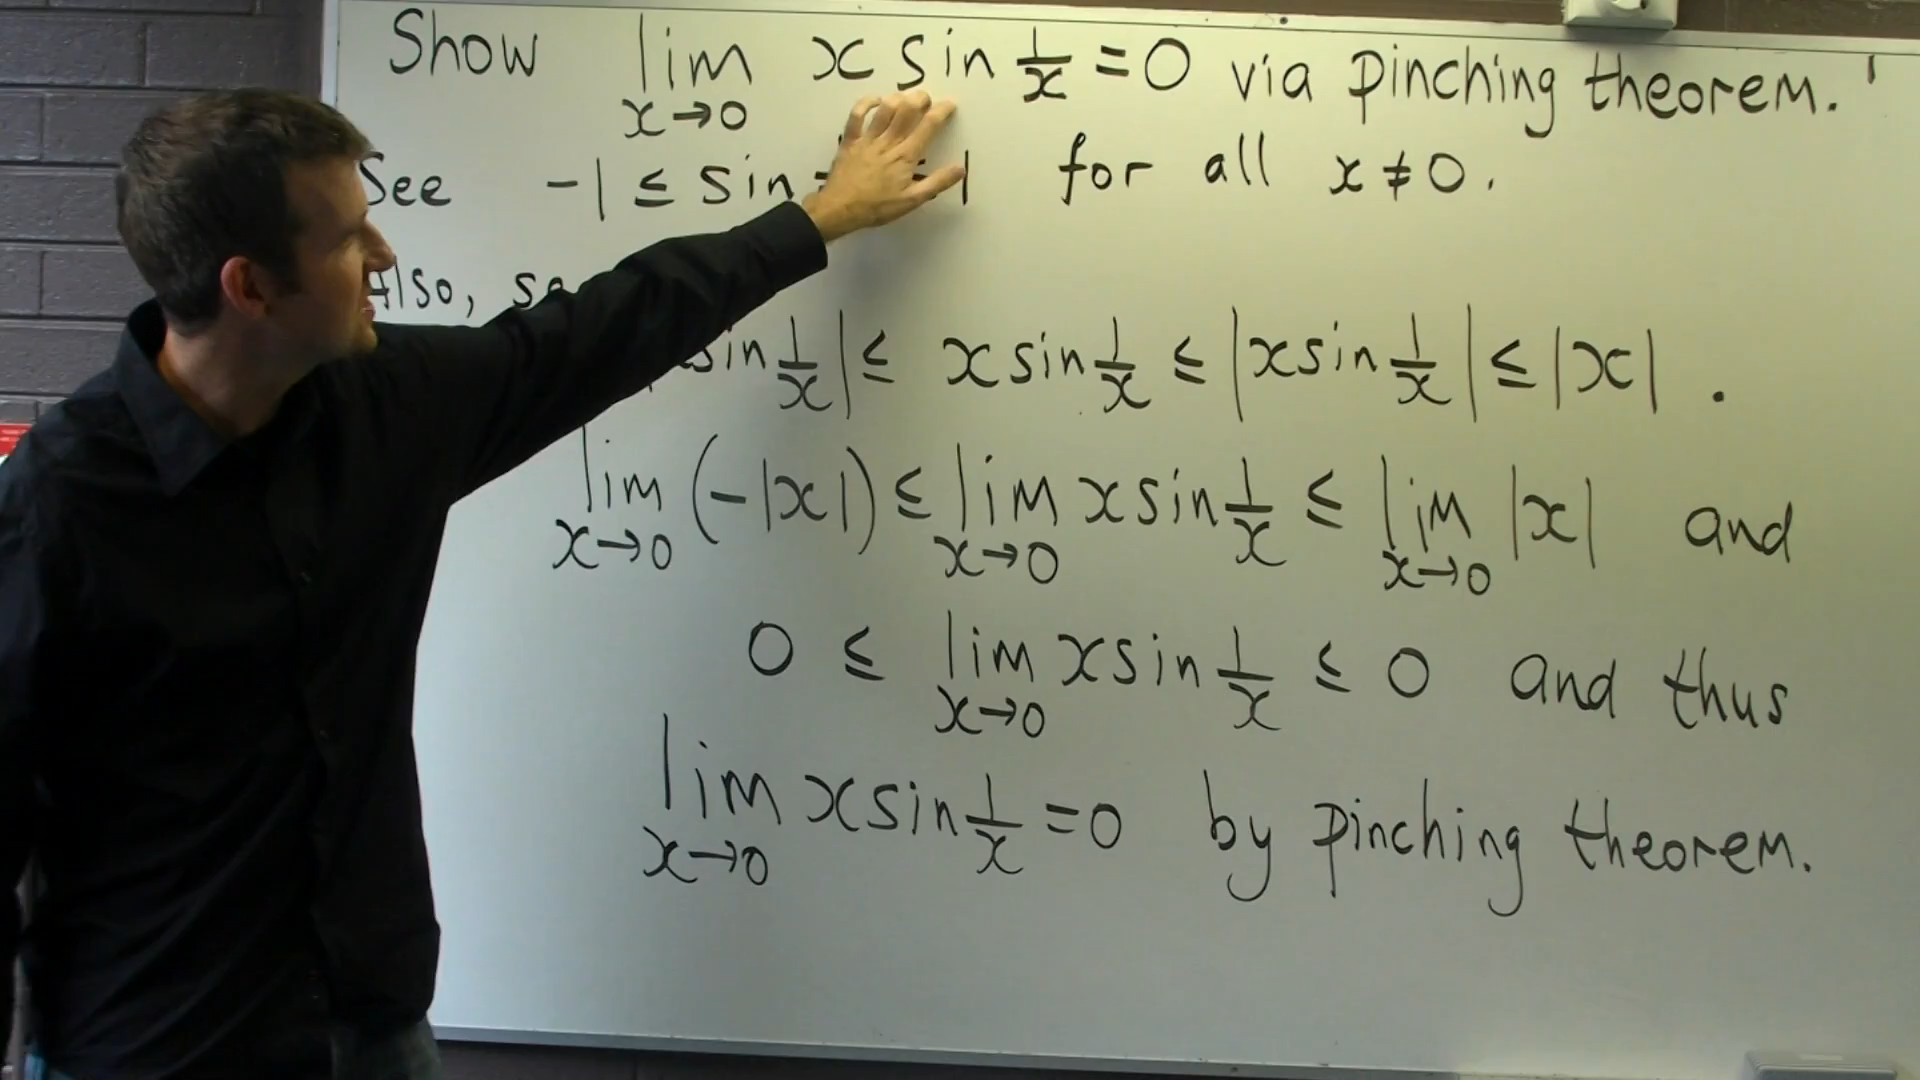 Show lim x→0 x sin 1/x = 0 via pinching theorem.
See -1 ≤ sin ≤ 1 for all x ≠ 0.
Also,
sin 1/x| ≤ x sin 1/x ≤ |x sin 1/x| ≤ |x| .
lim x→0 (-|x|) ≤ lim x→0 x sin 1/x ≤ lim x→0 |x| and
0 ≤ lim x→0 x sin 1/x ≤ 0 and thus
lim x→0 x sin 1/x = 0 by pinching theorem.